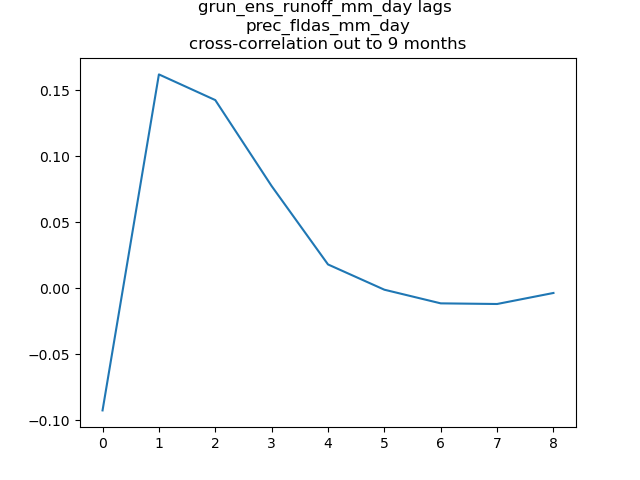 grun_ens_runoff_mm_day lags
prec_fldas_mm_day
cross-correlation out to 9 months
0.15
0.10
0.05
0.00
−0.05
−0.10
0 1 2 3 4 5 6 7 8